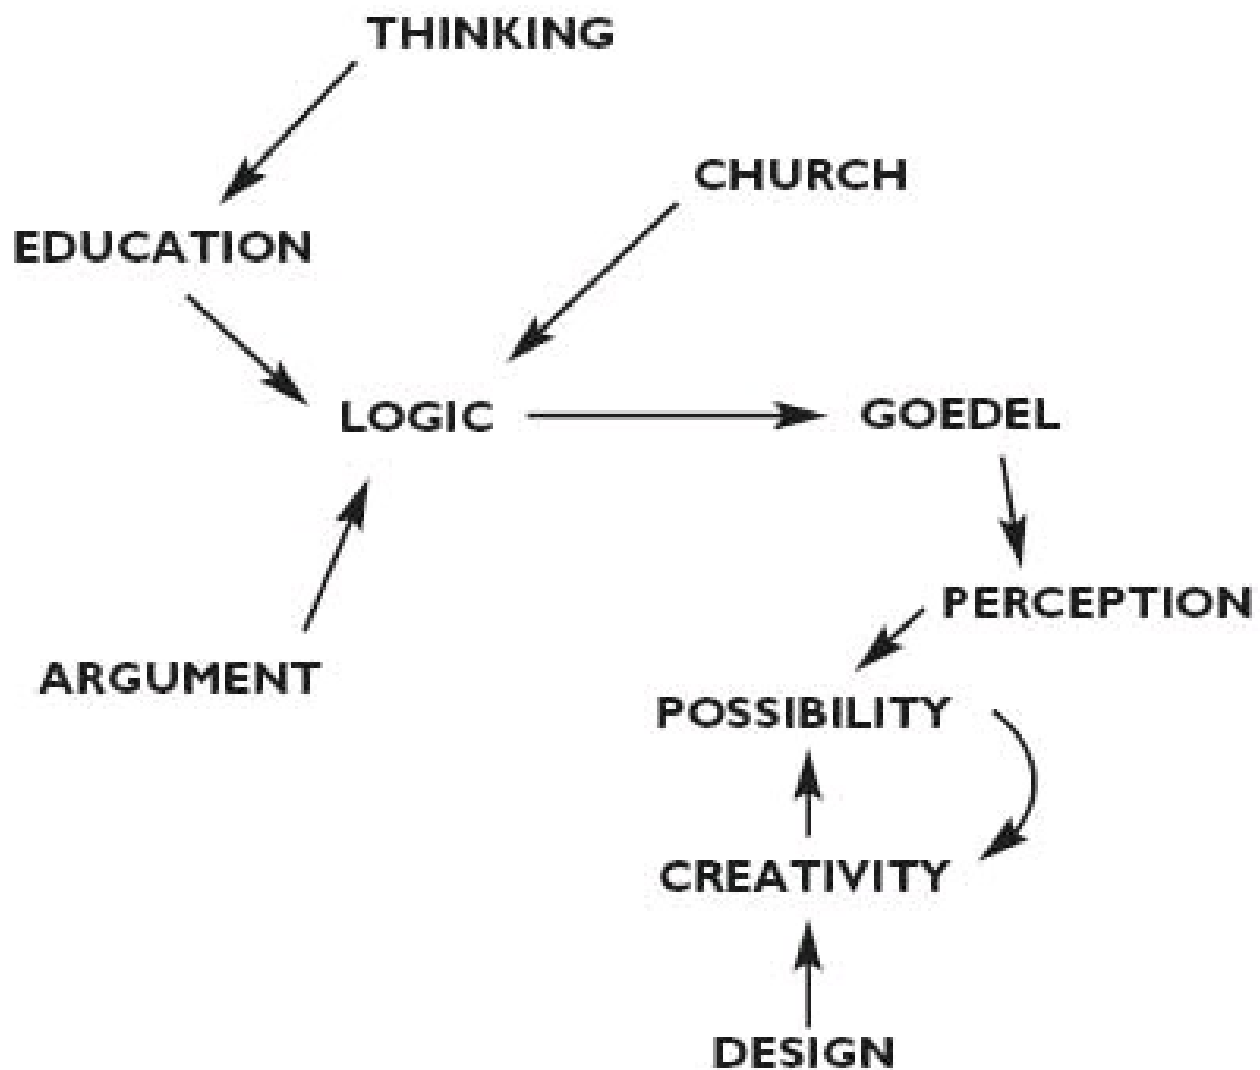 THINKING
CHURCH
EDUCATION
LOGIC
GOEDEL
PERCEPTION
ARGUMENT
POSSIBILITY
CREATIVITY
DESIGN